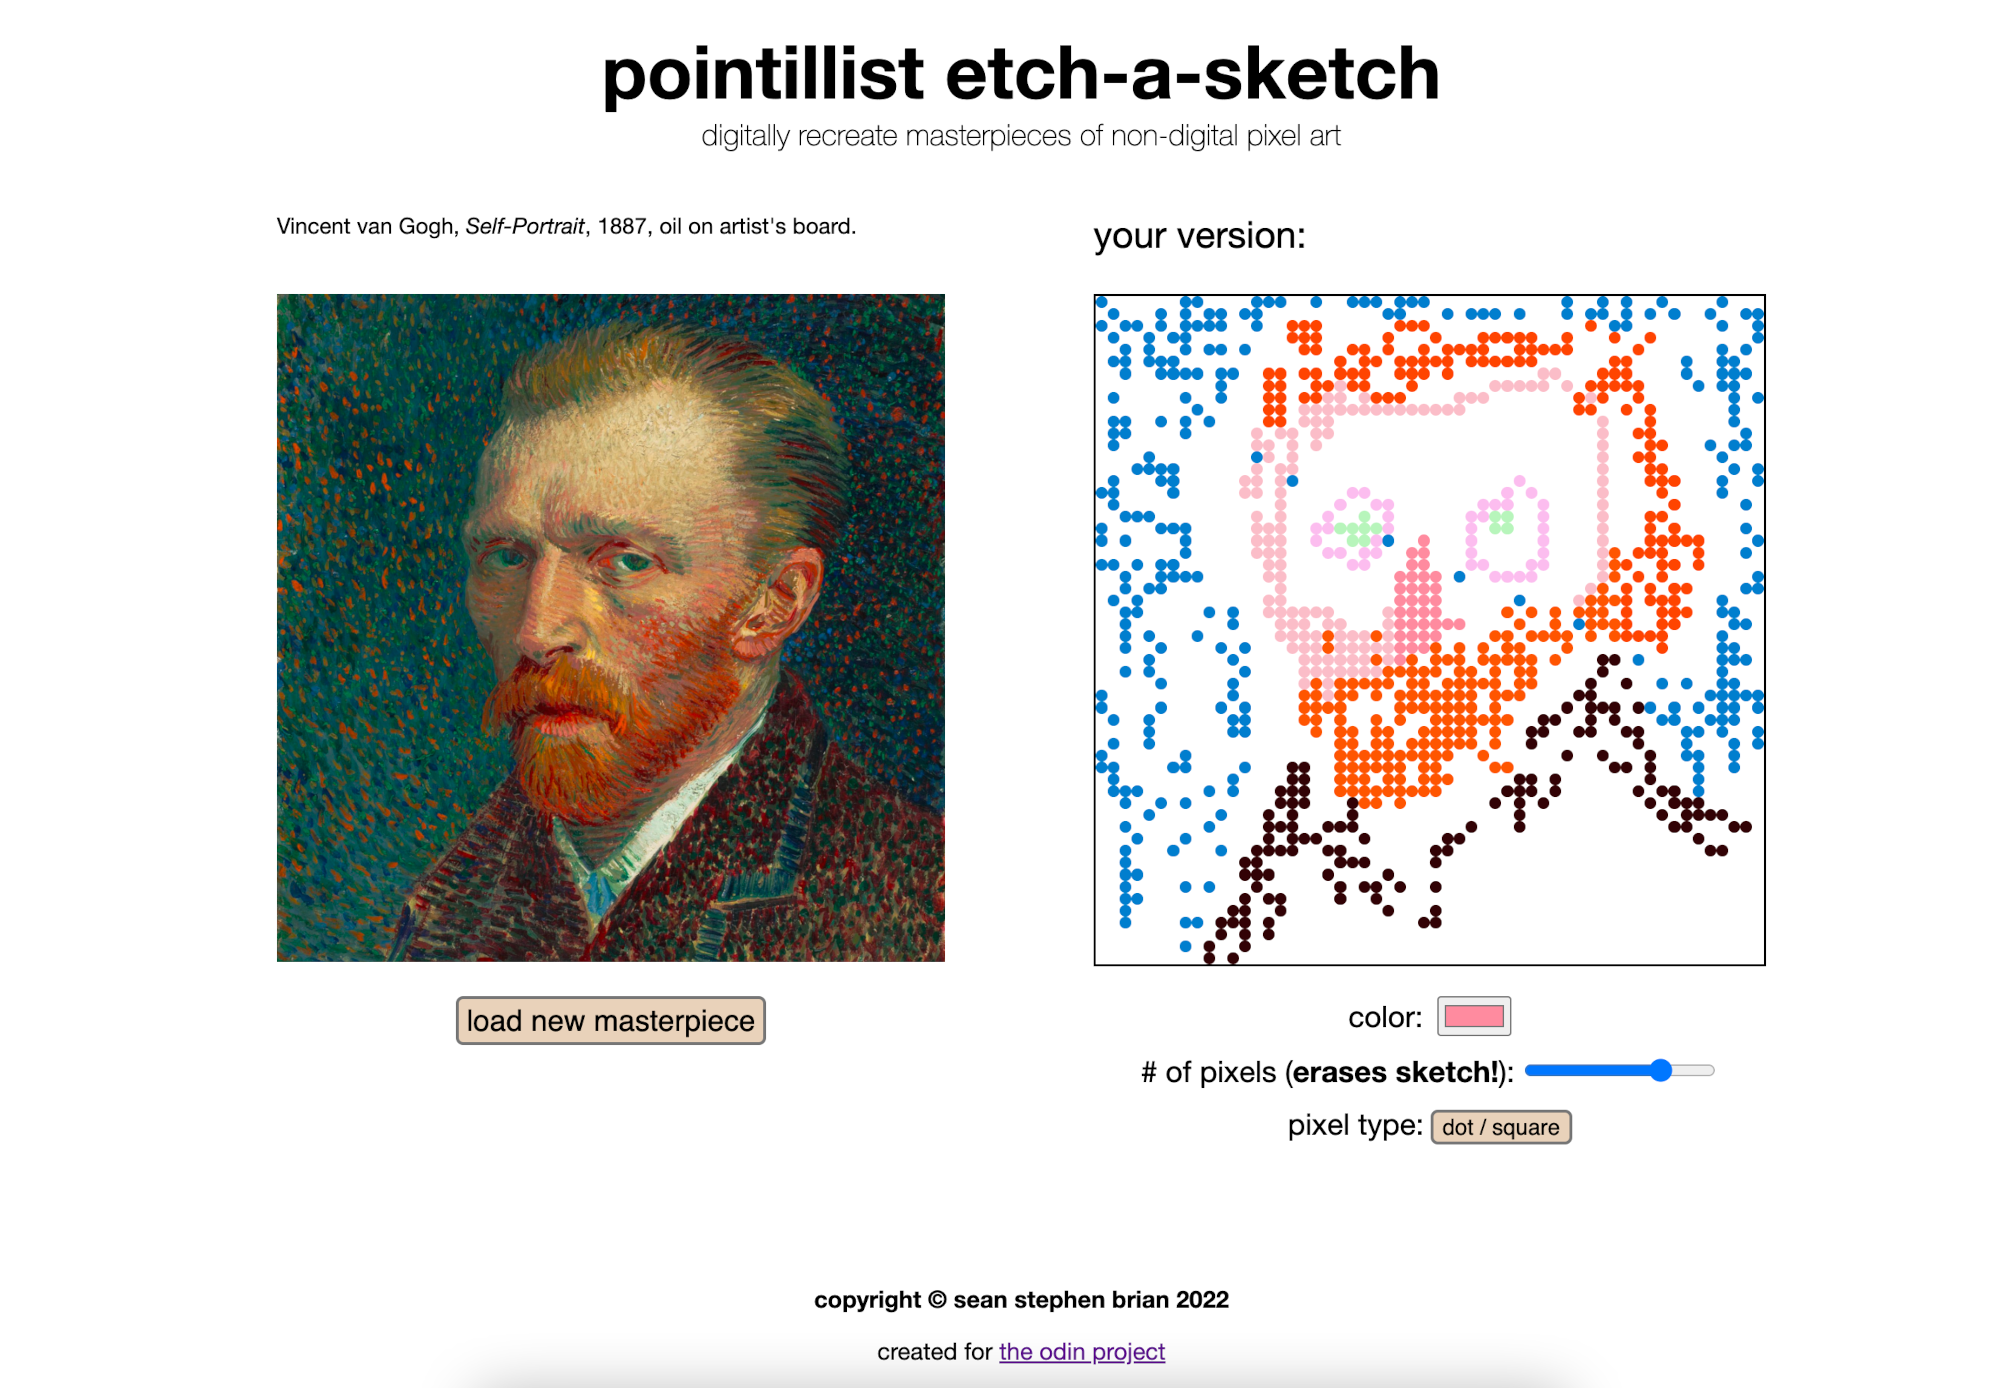 pointillist etch-a-sketch
digitally recreate masterpieces of non-digital pixel art
Vincent van Gogh, Self-Portrait, 1887, oil on artist's board.
your version:
load new masterpiece
color:
# of pixels (erases sketch!):
pixel type: dot / square
copyright © sean stephen brian 2022
created for the odin project